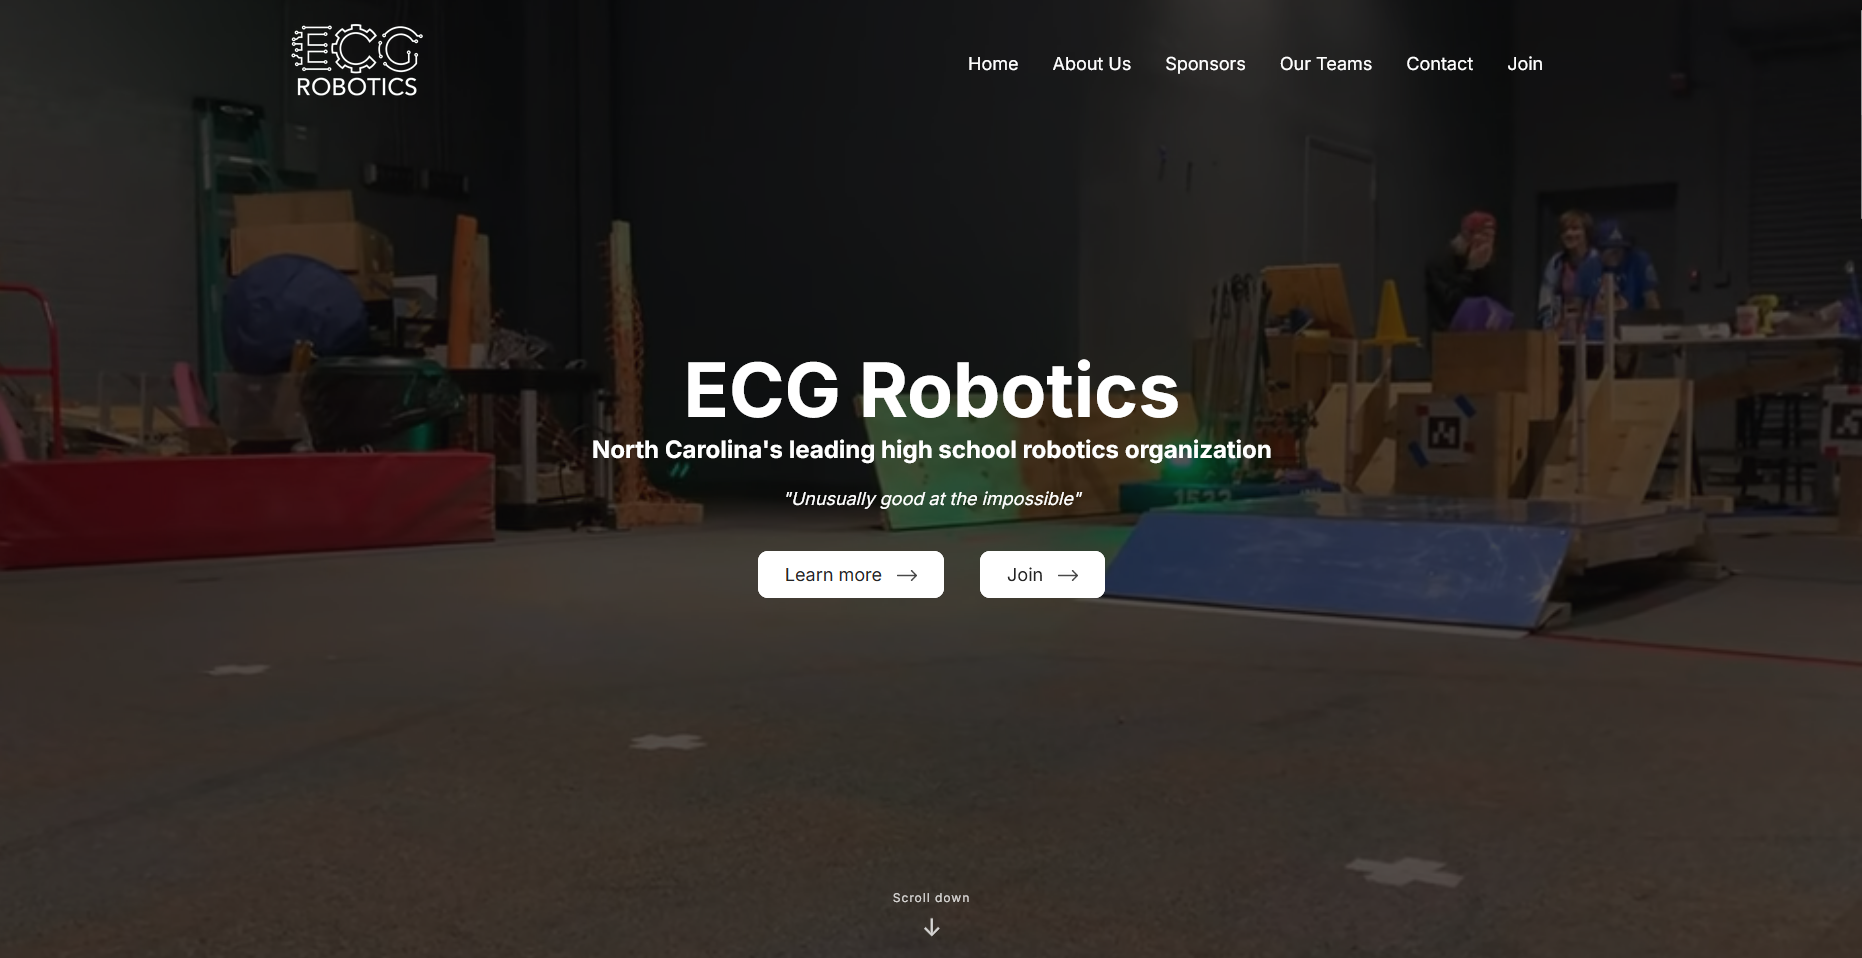 ECG
ROBOTICS
Home About Us Sponsors Our Teams Contact Join
ECG Robotics
North Carolina's leading high school robotics organization
"Unusually good at the impossible"
1533
Learn more →
Join →
Scroll down